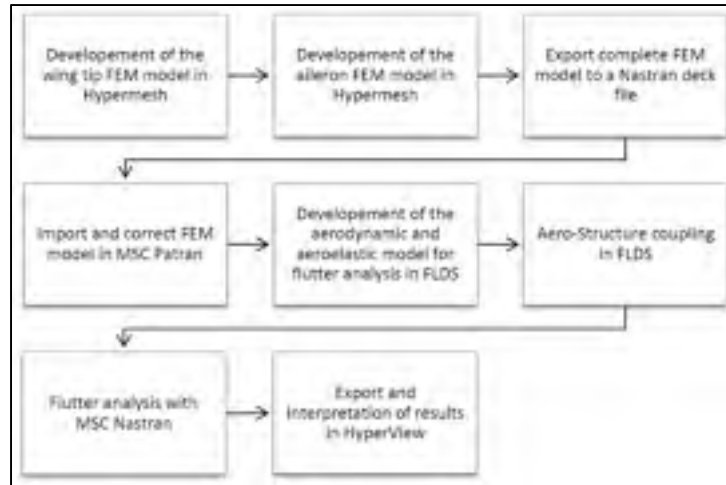 Developement of the
wing tip FEM model in
Hypermesh
Developement of the
aileron FEM model in
Hypermesh
Export complete FEM
model to a Nastran deck
file
Import and correct FEM
model in MSC Patran
Developement of the
aerodynamic and
aeroelastic model for
flutter analysis in FLDS
Aero-Structure coupling
in FLDS
Flutter analysis with
MSC Nastran
Export and
interpretation of results
in HyperView